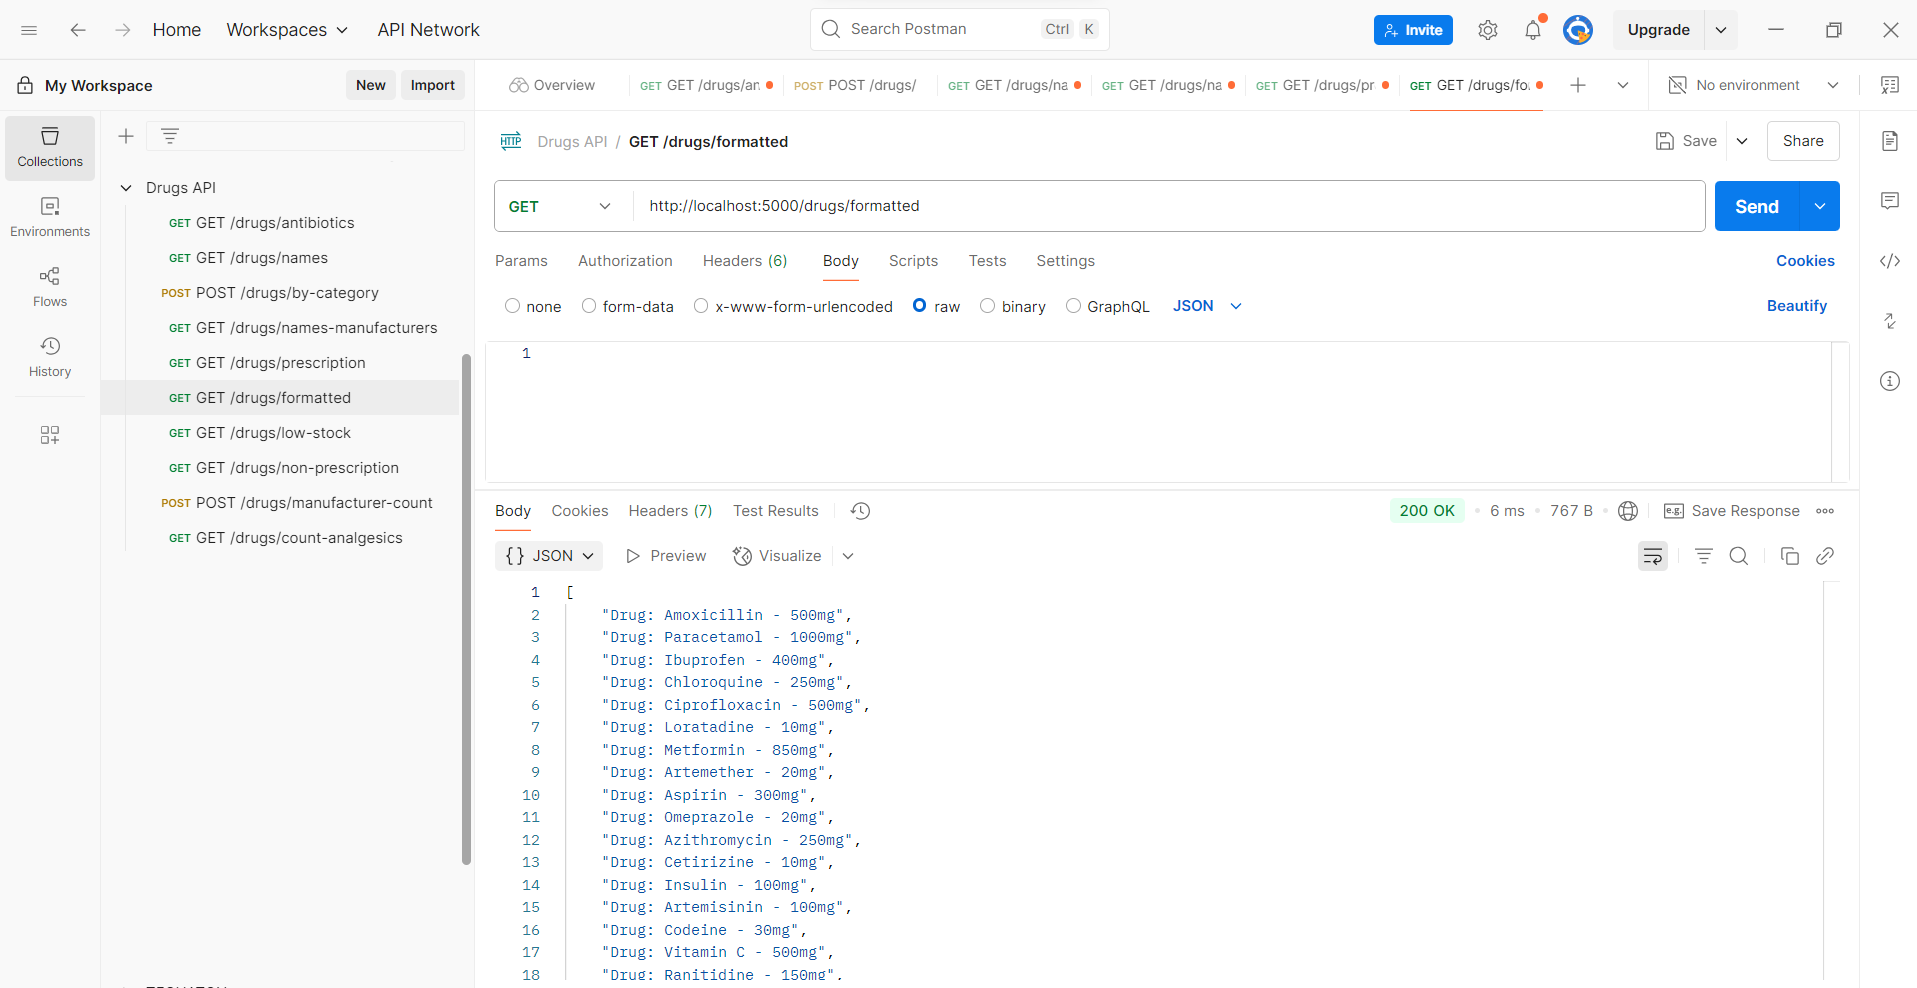 Home Workspaces API Network Search Postman Ctrl K Invite Upgrade
My Workspace New Import Overview GET GET /drugs/an POST POST /drugs/ GET GET /drugs/na GET GET /drugs/na GET GET /drugs/pr GET GET /drugs/fo No environment
Collections
Environments
Flows
History
Drugs API
GET GET /drugs/antibiotics
GET GET /drugs/names
POST POST /drugs/by-category
GET GET /drugs/names-manufacturers
GET GET /drugs/prescription
GET GET /drugs/formatted
GET GET /drugs/low-stock
GET GET /drugs/non-prescription
POST POST /drugs/manufacturer-count
GET GET /drugs/count-analgesics
HTTP Drugs API / GET /drugs/formatted Save Share
GET http://localhost:5000/drugs/formatted Send
Params Authorization Headers (6) Body Scripts Tests Settings Cookies
none form-data x-www-form-urlencoded raw binary GraphQL JSON Beautify
1
Body Cookies Headers (7) Test Results 200 OK • 6 ms • 767 B • e.g. Save Response
{} JSON Preview Visualize
1 [
2 "Drug: Amoxicillin - 500mg",
3 "Drug: Paracetamol - 1000mg",
4 "Drug: Ibuprofen - 400mg",
5 "Drug: Chloroquine - 250mg",
6 "Drug: Ciprofloxacin - 500mg",
7 "Drug: Loratadine - 10mg",
8 "Drug: Metformin - 850mg",
9 "Drug: Artemether - 20mg",
10 "Drug: Aspirin - 300mg",
11 "Drug: Omeprazole - 20mg",
12 "Drug: Azithromycin - 250mg",
13 "Drug: Cetirizine - 10mg",
14 "Drug: Insulin - 100mg",
15 "Drug: Artemisinin - 100mg",
16 "Drug: Codeine - 30mg",
17 "Drug: Vitamin C - 500mg",
18 "Drug: Ranitidine - 150mg",